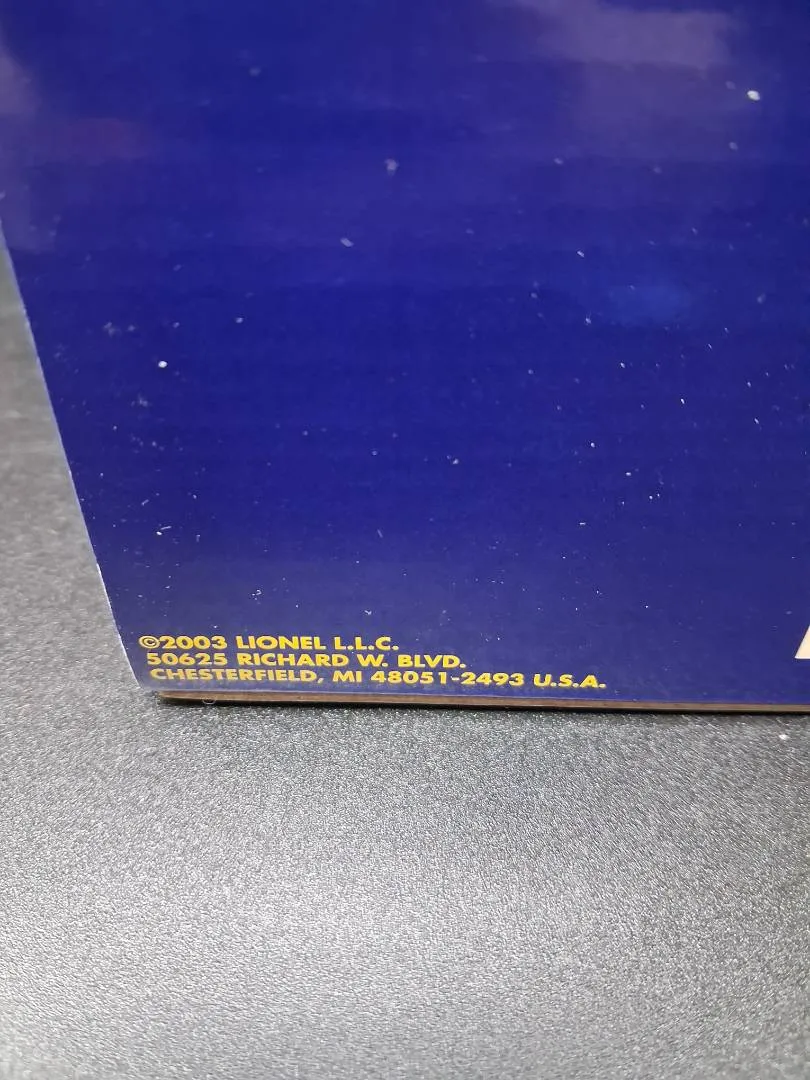 ©2003 LIONEL L.L.C.
50625 RICHARD W. BLVD.
CHESTERFIELD, MI 48051-2493 U.S.A.